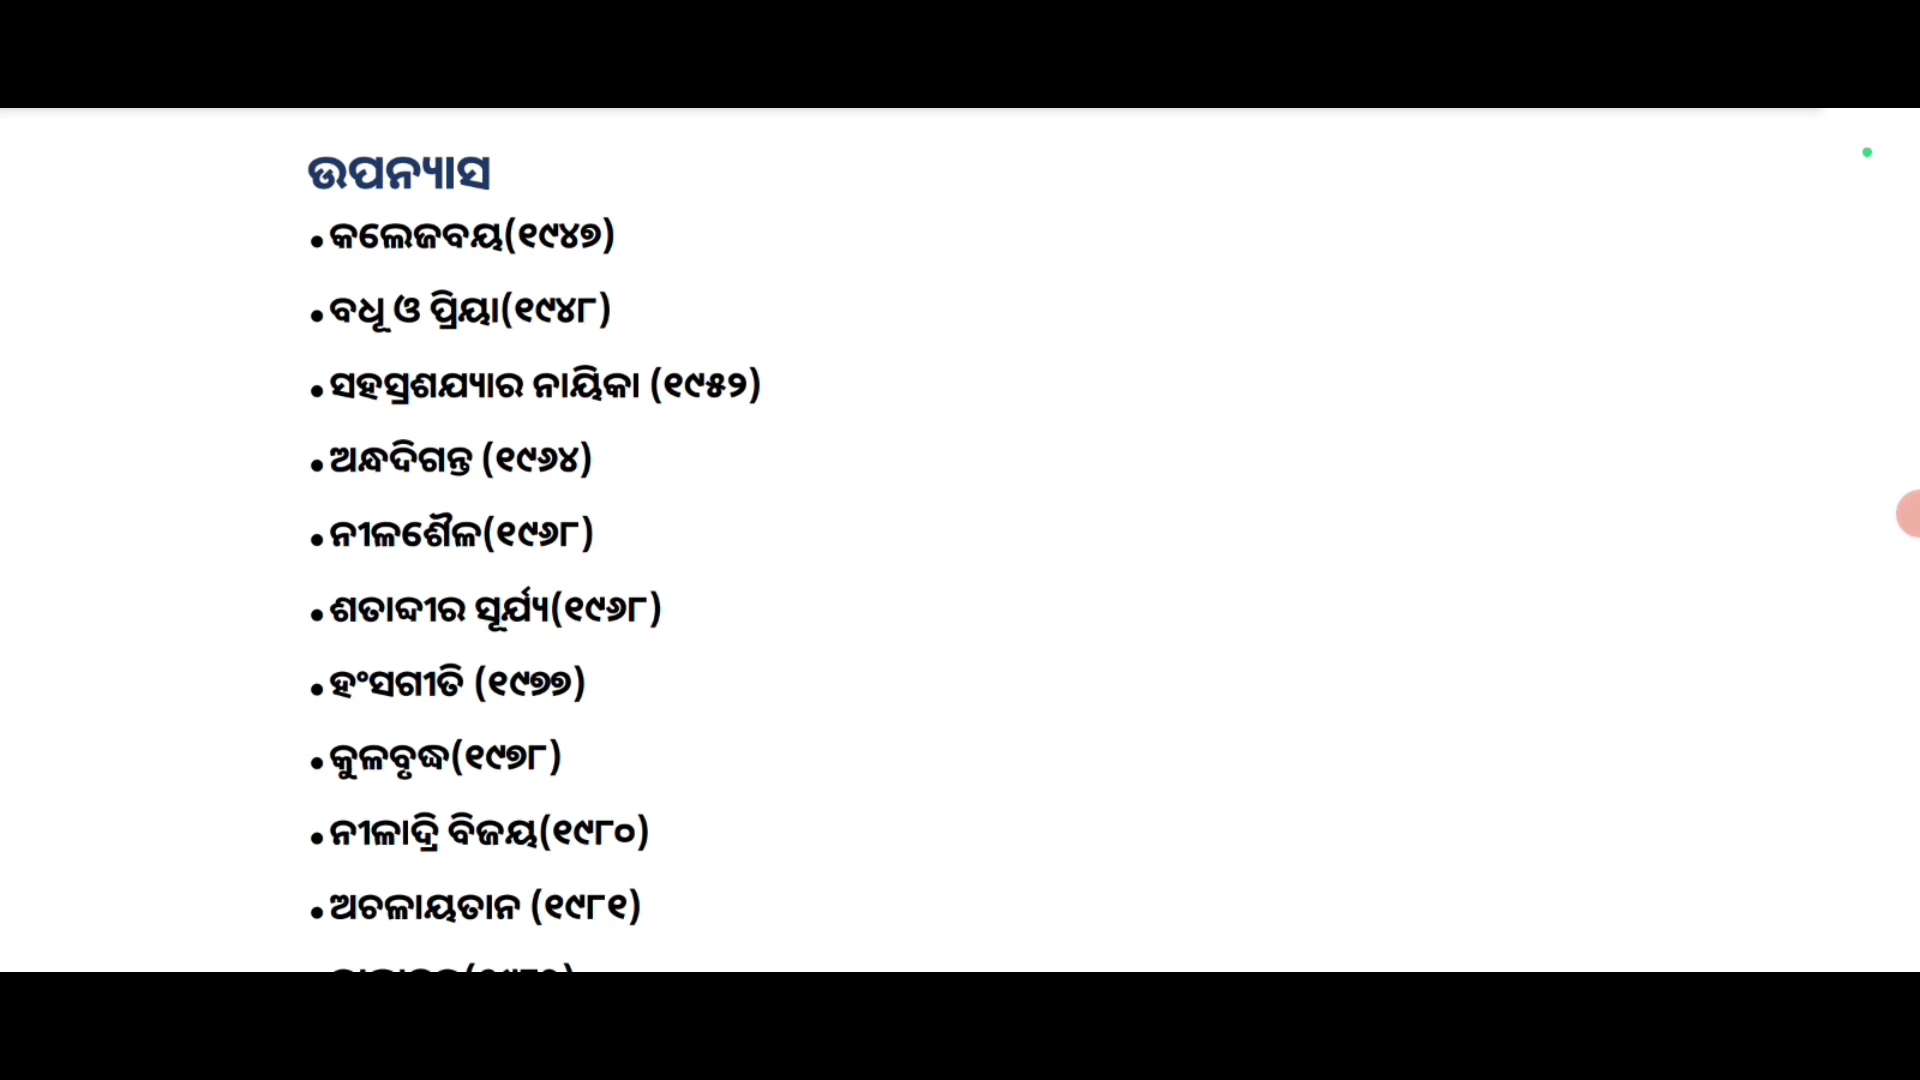 ଉପନ୍ୟାସ
•କଲେଜବୟ(୧୯୪୭)
•ବଧୂ ଓ ପ୍ରିୟା(୧୯୪୮)
•ସହସ୍ରଶଯ୍ୟାର ନାୟିକା (୧୯୫୨)
•ଅନ୍ଧଦିଗନ୍ତ (୧୯୬୪)
•ନୀଳଶୈଳ(୧୯୬୮)
•ଶତାବ୍ଦୀର ସୂର୍ଯ୍ୟ(୧୯୬୮)
•ହଂସଗୀତି (୧୯୭୭)
•କୁଳବୃଦ୍ଧ(୧୯୭୮)
•ନୀଳାଦ୍ରି ବିଜୟ(୧୯୮୦)
•ଅଚଳାୟତାନ (୧୯୮୧)